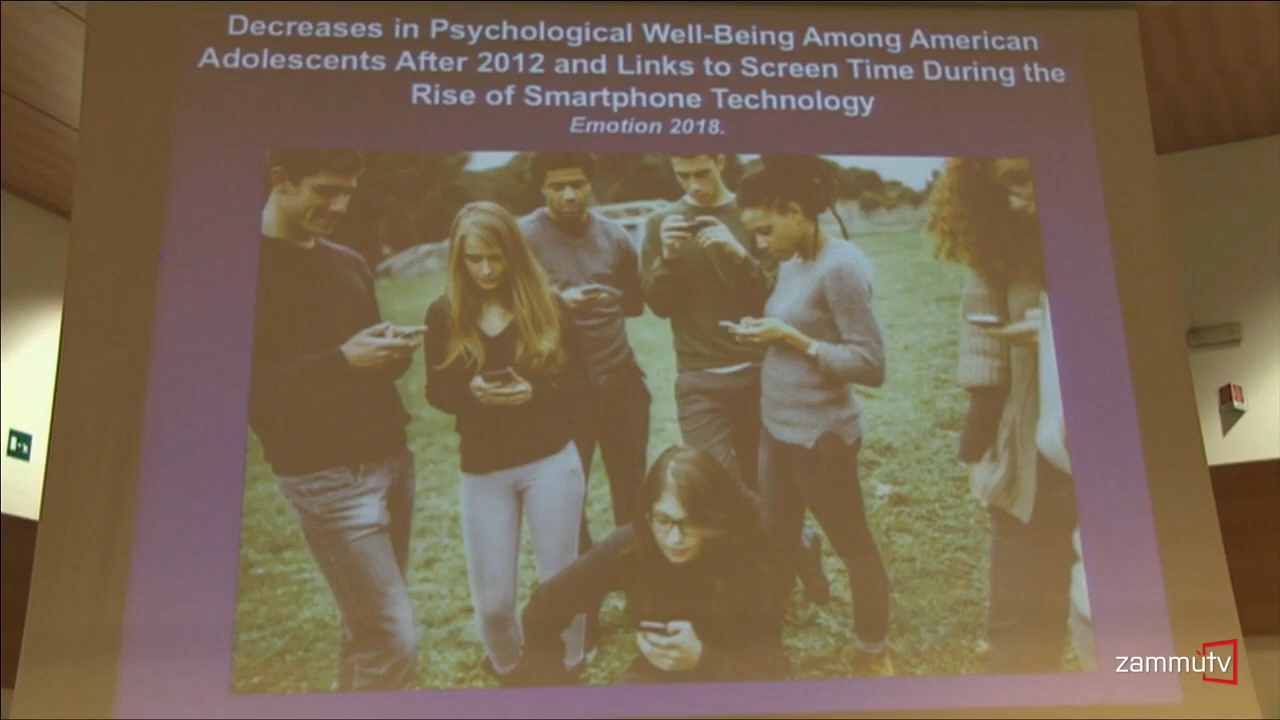 Decreases in Psychological Well-Being Among American
Adolescents After 2012 and Links to Screen Time During the
Rise of Smartphone Technology
Emotion 2018.
zammùtv